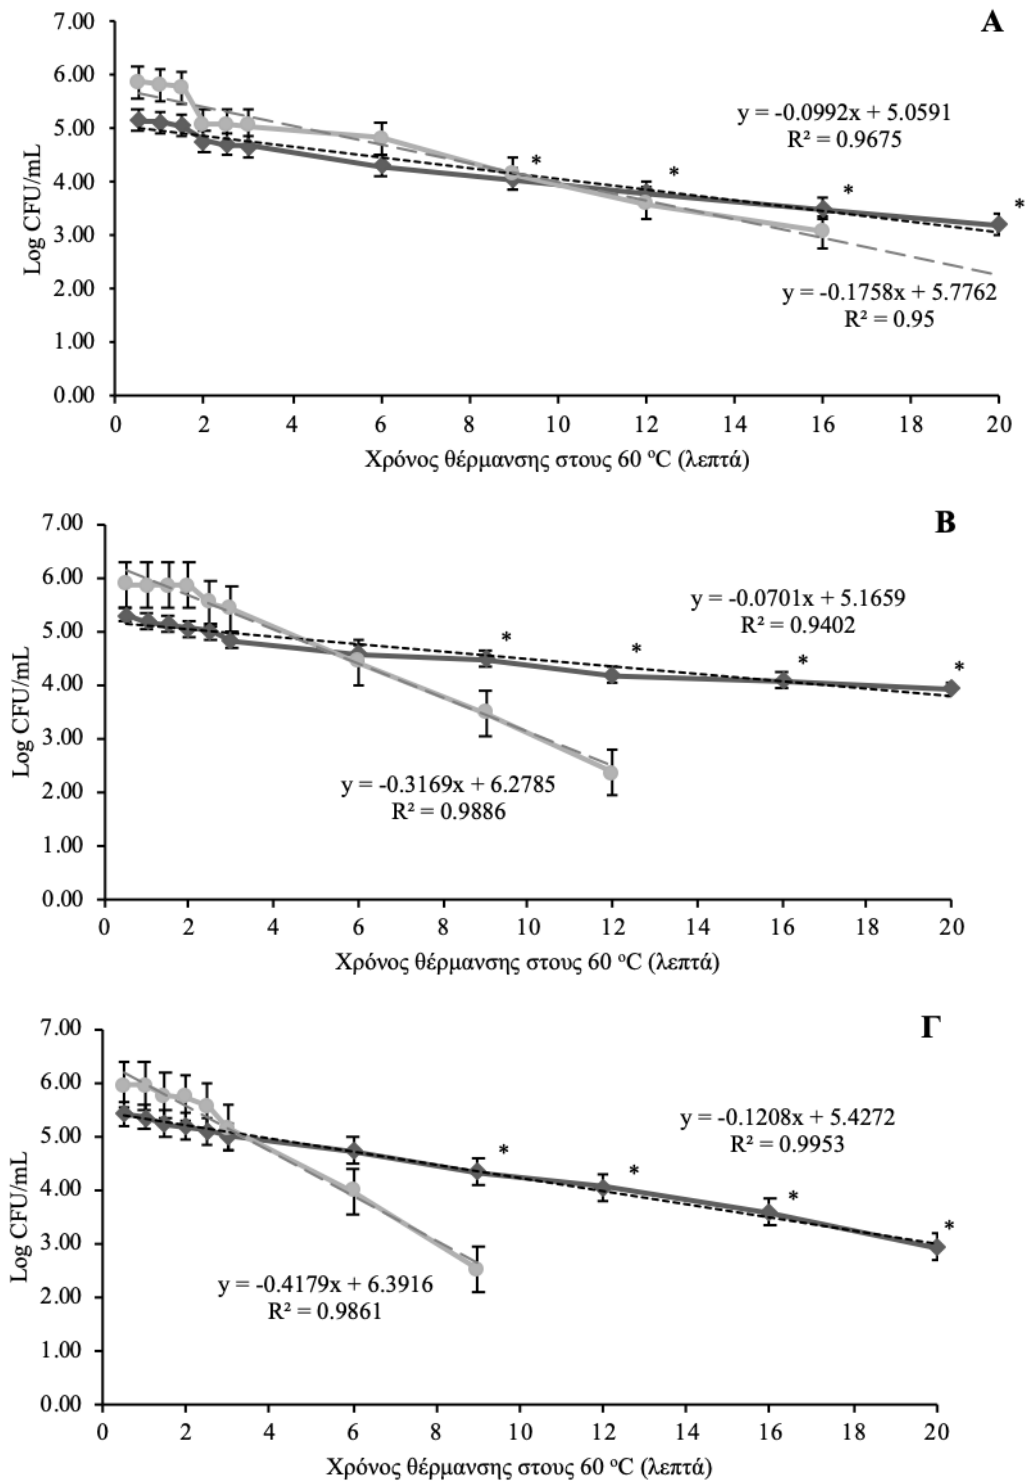 A
7.00
6.00
5.00
4.00
3.00
2.00
1.00
0.00
Log CFU/mL
y = -0.0992x + 5.0591
R² = 0.9675
*
*
*
*
y = -0.1758x + 5.7762
R² = 0.95
0 2 4 6 8 10 12 14 16 18 20
Χρόνος θέρμανσης στους 60 °C (λεπτά)
B
7.00
6.00
5.00
4.00
3.00
2.00
1.00
0.00
Log CFU/mL
y = -0.0701x + 5.1659
R² = 0.9402
*
*
*
*
y = -0.3169x + 6.2785
R² = 0.9886
0 2 4 6 8 10 12 14 16 18 20
Χρόνος θέρμανσης στους 60 °C (λεπτά)
Γ
7.00
6.00
5.00
4.00
3.00
2.00
1.00
0.00
Log CFU/mL
y = -0.1208x + 5.4272
R² = 0.9953
*
*
*
*
y = -0.4179x + 6.3916
R² = 0.9861
0 2 4 6 8 10 12 14 16 18 20
Χρόνος θέρμανσης στους 60 °C (λεπτά)